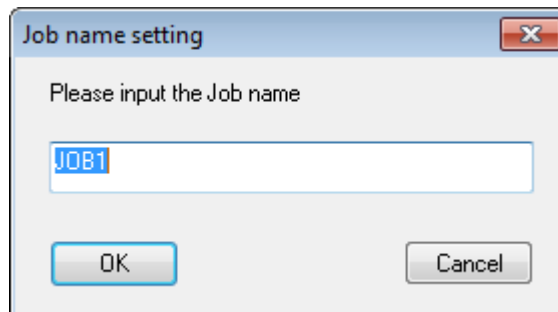 Job name setting
Please input the Job name
JOB1
OK
Cancel